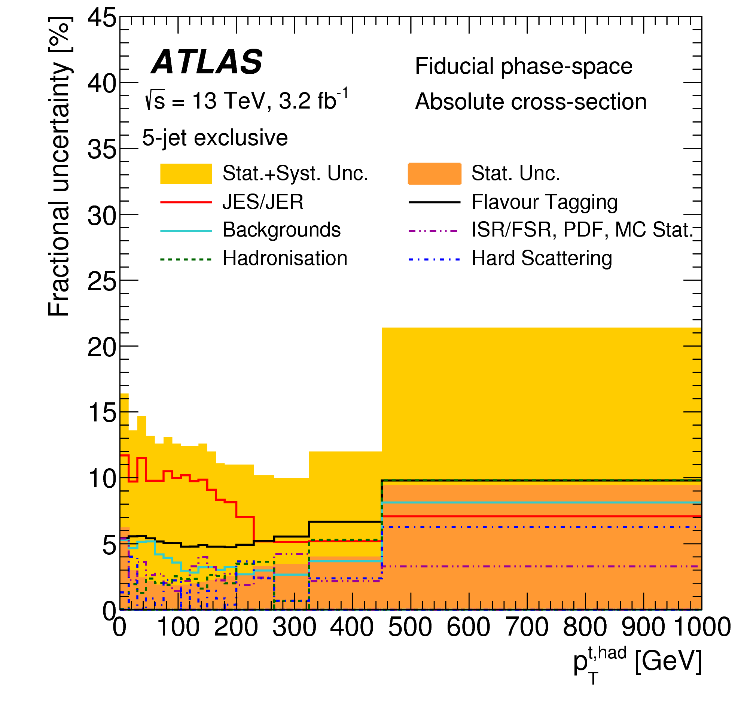 45
40
35
30
25
20
15
10
5
0
Fractional uncertainty [%]
ATLAS
√s = 13 TeV, 3.2 fb⁻¹
5-jet exclusive
Fiducial phase-space
Absolute cross-section
Stat.+Syst. Unc.
Stat. Unc.
JES/JER
Flavour Tagging
Backgrounds
ISR/FSR, PDF, MC Stat.
Hadronisation
Hard Scattering
0 100 200 300 400 500 600 700 800 900 1000
p_T^{t,had} [GeV]